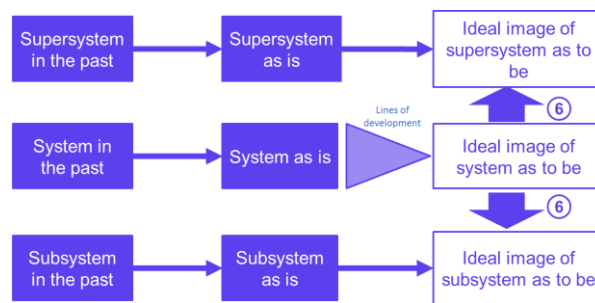 Supersystem
in the past
Supersystem
as is
Ideal image of
supersystem as to
be
Lines of
development
6
System in
the past
System as is
Ideal image of
system as to be
6
Subsystem
in the past
Subsystem
as is
Ideal image of
subsystem as to be